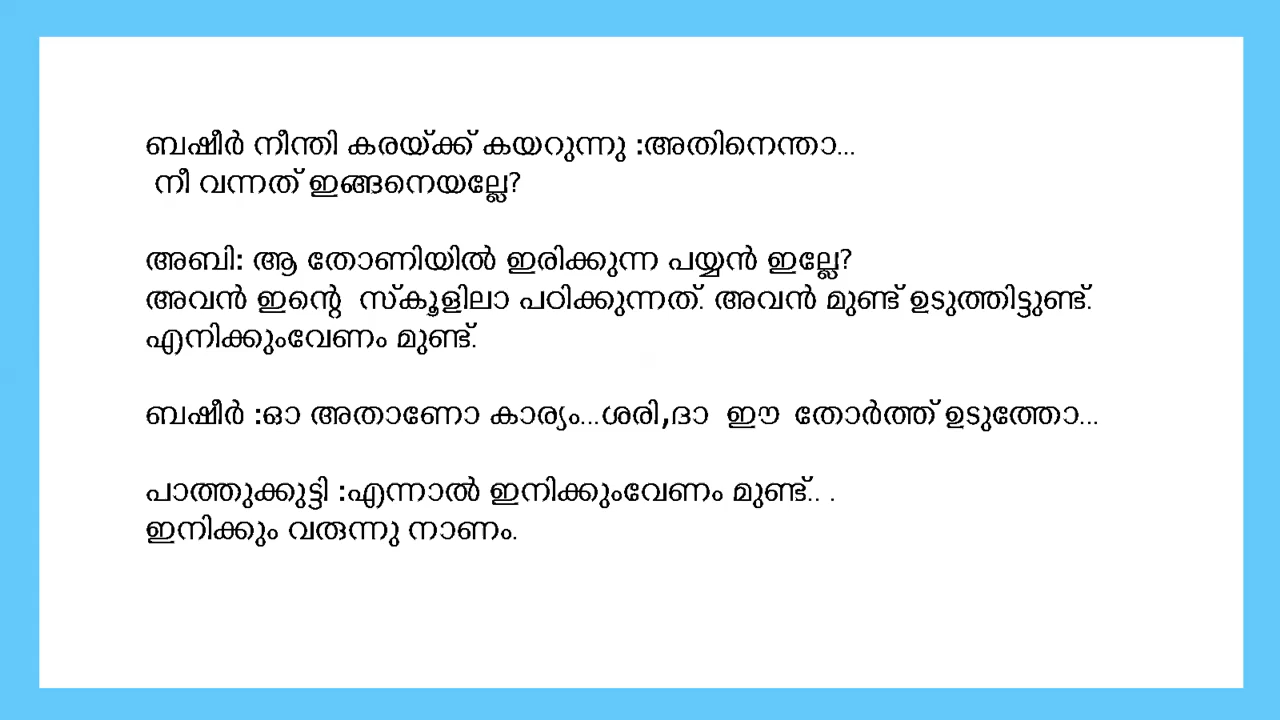 ബഷീർ നീന്തി കരയ്ക്ക് കയറുന്നു :അതിനെന്താ...
നീ വന്നത് ഇങ്ങനെയല്ലേ?
അബി: ആ തോണിയിൽ ഇരിക്കുന്ന പയ്യൻ ഇല്ലേ?
അവൻ ഇന്റെ സ്കൂളിലാ പഠിക്കുന്നത്. അവൻ മുണ്ട് ഉടുത്തിട്ടുണ്ട്.
എനിക്കുംവേണം മുണ്ട്.
ബഷീർ :ഓ അതാണോ കാര്യം...ശരി,ദാ ഈ തോർത്ത് ഉടുത്തോ...
പാത്തുക്കുട്ടി :എന്നാൽ ഇനിക്കുംവേണം മുണ്ട്.. .
ഇനിക്കും വരുന്നു നാണം.